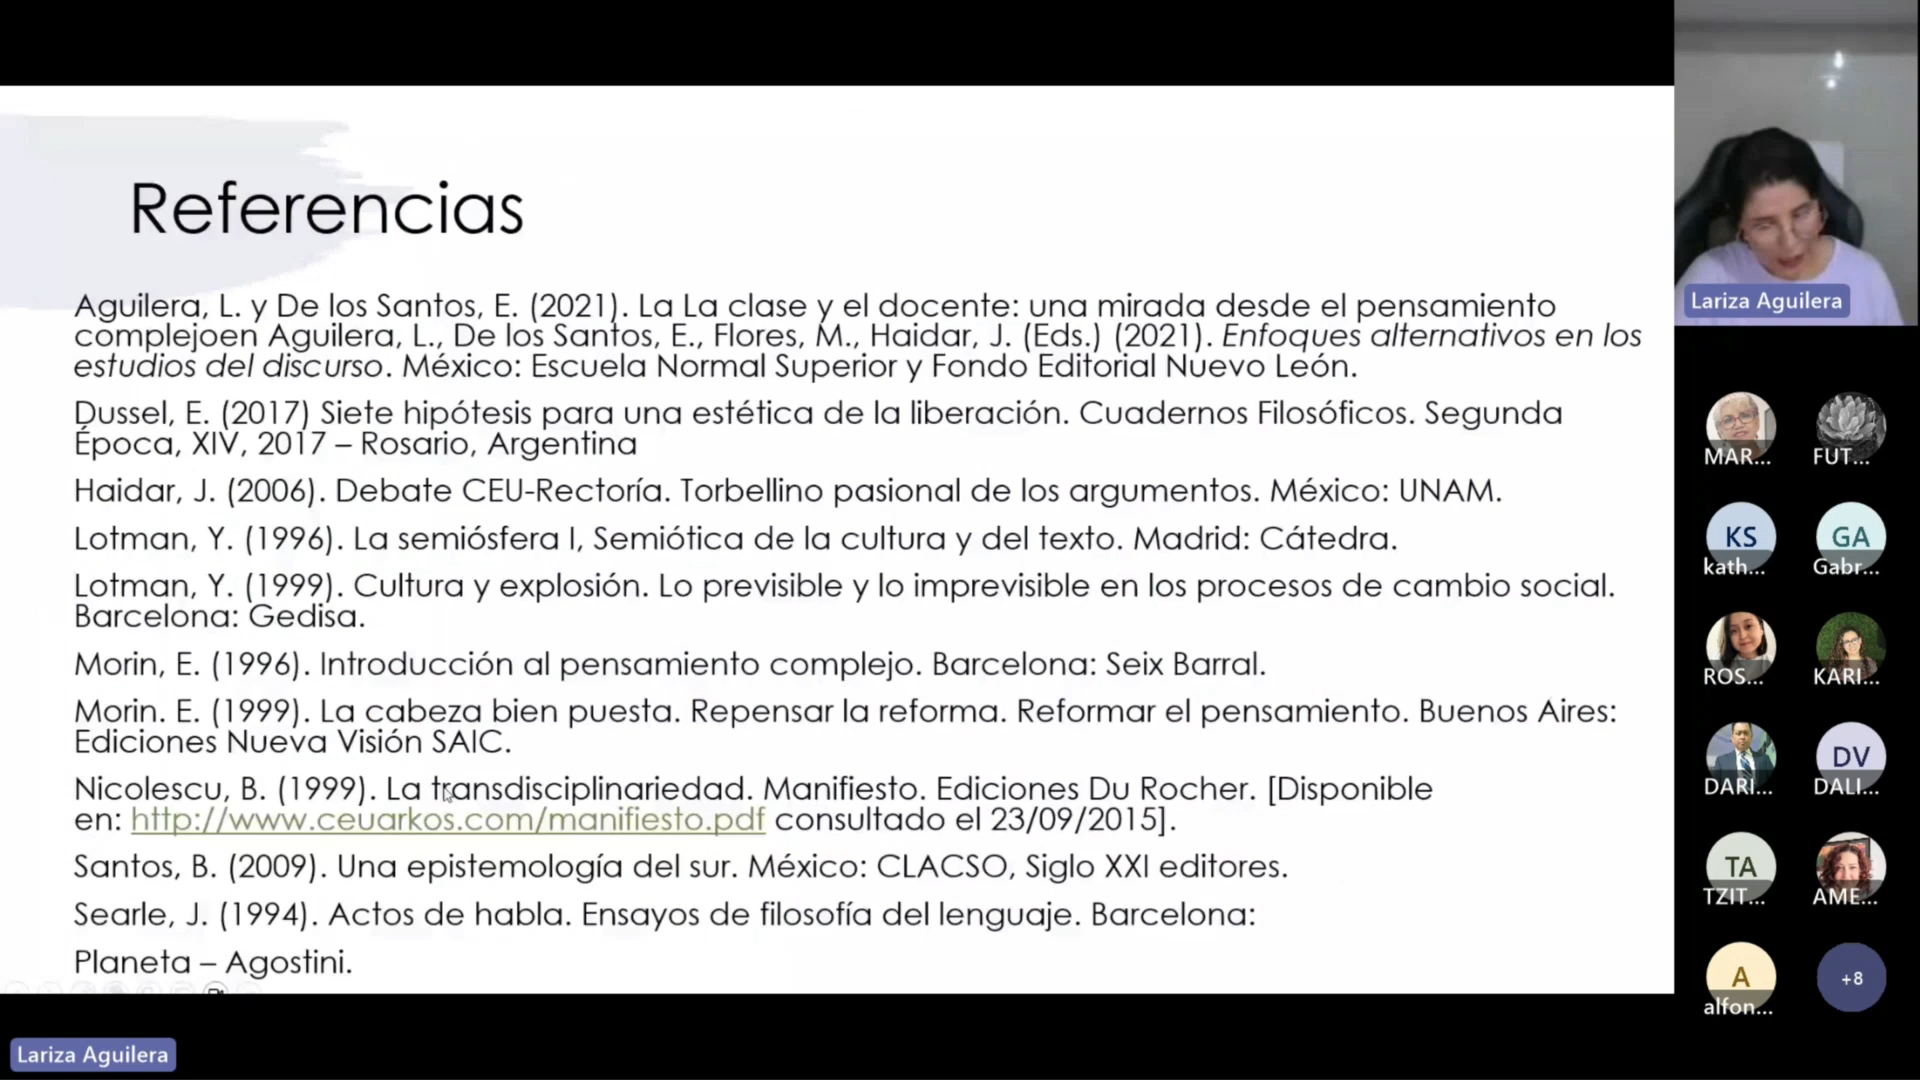 Referencias
Aguilera, L. y De los Santos, E. (2021). La La clase y el docente: una mirada desde el pensamiento
complejoen Aguilera, L., De los Santos, E., Flores, M., Haidar, J. (Eds.) (2021). Enfoques alternativos en los
estudios del discurso. México: Escuela Normal Superior y Fondo Editorial Nuevo León.
Dussel, E. (2017) Siete hipótesis para una estética de la liberación. Cuadernos Filosóficos. Segunda
Época, XIV, 2017 – Rosario, Argentina
Haidar, J. (2006). Debate CEU-Rectoría. Torbellino pasional de los argumentos. México: UNAM.
Lotman, Y. (1996). La semiósfera I, Semiótica de la cultura y del texto. Madrid: Cátedra.
Lotman, Y. (1999). Cultura y explosión. Lo previsible y lo imprevisible en los procesos de cambio social.
Barcelona: Gedisa.
Morin, E. (1996). Introducción al pensamiento complejo. Barcelona: Seix Barral.
Morin. E. (1999). La cabeza bien puesta. Repensar la reforma. Reformar el pensamiento. Buenos Aires:
Ediciones Nueva Visión SAIC.
Nicolescu, B. (1999). La transdisciplinariedad. Manifiesto. Ediciones Du Rocher. [Disponible
en: http://www.ceuarkos.com/manifiesto.pdf consultado el 23/09/2015].
Santos, B. (2009). Una epistemología del sur. México: CLACSO, Siglo XXI editores.
Searle, J. (1994). Actos de habla. Ensayos de filosofía del lenguaje. Barcelona:
Planeta – Agostini.
Lariza Aguilera
MAR...
FUT...
KS
kath...
GA
Gabr...
ROS...
KARI...
DARI...
DV
DALI...
TA
TZIT...
AME...
A
alfon...
+8
Lariza Aguilera